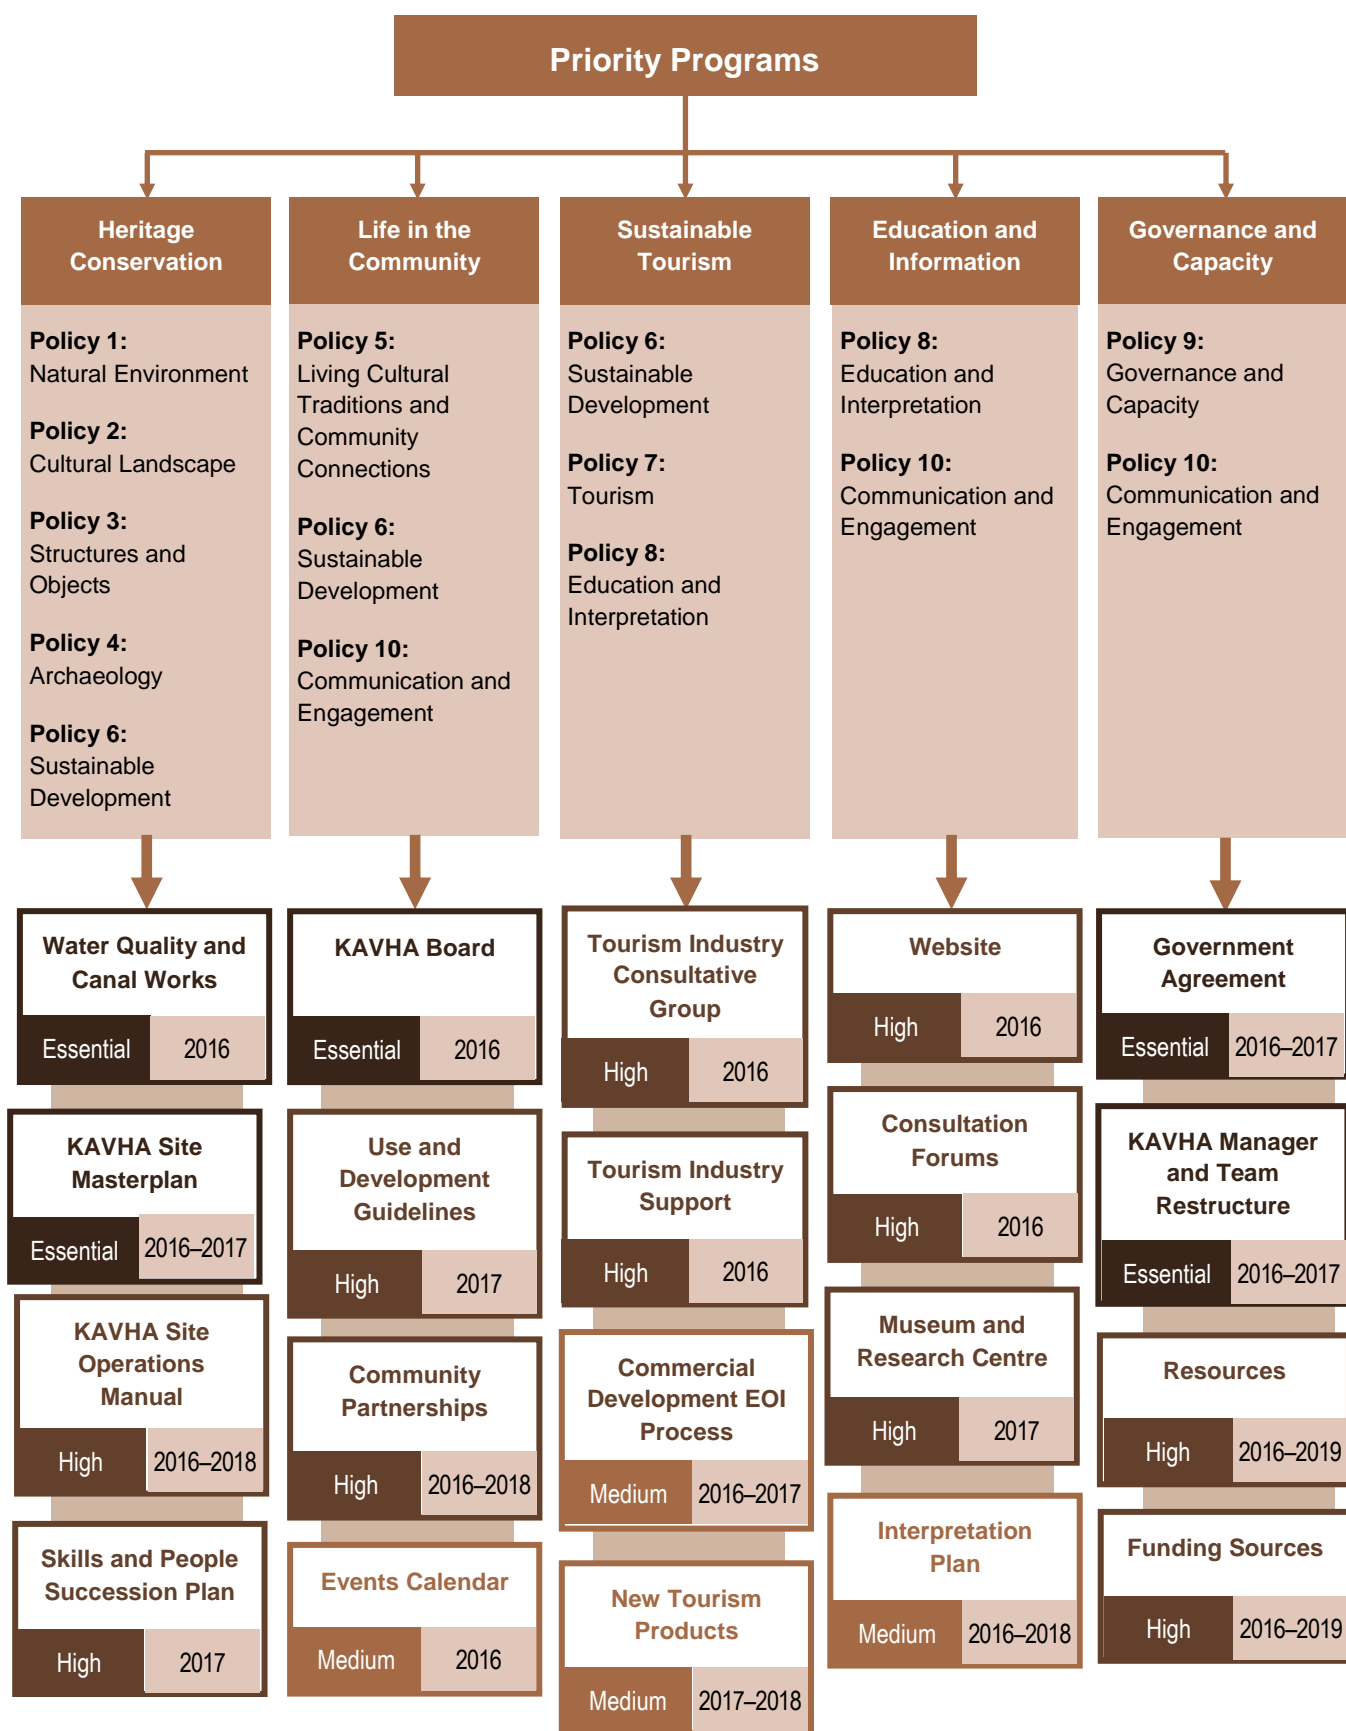 Priority Programs
Heritage
Conservation
Policy 1:
Natural Environment
Policy 2:
Cultural Landscape
Policy 3:
Structures and
Objects
Policy 4:
Archaeology
Policy 6:
Sustainable
Development
Water Quality and
Canal Works
Essential
2016
KAVHA Site
Masterplan
Essential
2016–2017
KAVHA Site
Operations
Manual
High
2016–2018
Skills and People
Succession Plan
High
2017
Life in the
Community
Policy 5:
Living Cultural
Traditions and
Community
Connections
Policy 6:
Sustainable
Development
Policy 10:
Communication and
Engagement
KAVHA Board
Essential
2016
Use and
Development
Guidelines
High
2017
Community
Partnerships
High
2016–2018
Events Calendar
Medium
2016
Sustainable
Tourism
Policy 6:
Sustainable
Development
Policy 7:
Tourism
Policy 8:
Education and
Interpretation
Tourism Industry
Consultative
Group
High
2016
Tourism Industry
Support
High
2016
Commercial
Development EOI
Process
Medium
2016–2017
New Tourism
Products
Medium
2017–2018
Education and
Information
Policy 8:
Education and
Interpretation
Policy 10:
Communication and
Engagement
Website
High
2016
Consultation
Forums
High
2016
Museum and
Research Centre
High
2017
Interpretation
Plan
Medium
2016–2018
Governance and
Capacity
Policy 9:
Governance and
Capacity
Policy 10:
Communication and
Engagement
Government
Agreement
Essential
2016–2017
KAVHA Manager
and Team
Restructure
Essential
2016–2017
Resources
High
2016–2019
Funding Sources
High
2016–2019